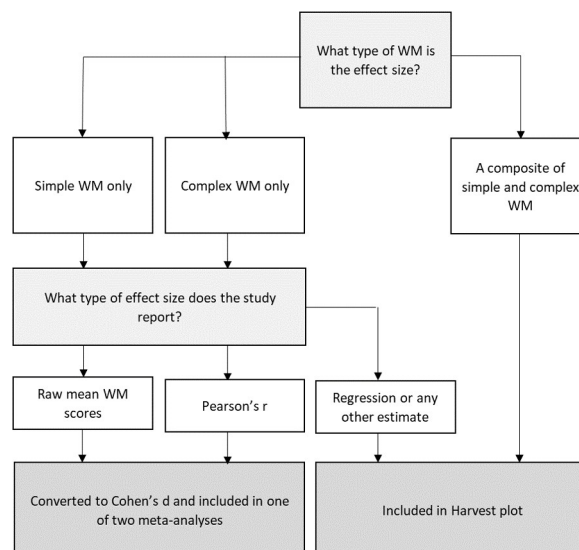 What type of WM is
the effect size?
Simple WM only
Complex WM only
A composite of
simple and complex
WM
What type of effect size does the study
report?
Raw mean WM
scores
Pearson's r
Regression or any
other estimate
Converted to Cohen's d and included in one
of two meta-analyses
Included in Harvest plot